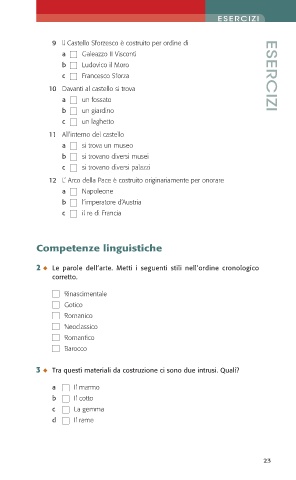 ESERCIZI
ESERCIZI
9 Il Castello Sforzesco è costruito per ordine di
a Galeazzo II Visconti
b Ludovico il Moro
c Francesco Sforza
10 Davanti al castello si trova
a un fossato
b un giardino
c un laghetto
11 All'interno del castello
a si trova un museo
b si trovano diversi musei
c si trovano diversi palazzi
12 L'Arco della Pace è costruito originariamente per onorare
a Napoleone
b l'imperatore d'Austria
c il re di Francia
Competenze linguistiche
2 Le parole dell'arte. Metti i seguenti stili nell'ordine cronologico
corretto.
Rinascimentale
Gotico
Romanico
Neoclassico
Romantico
Barocco
3 Tra questi materiali da costruzione ci sono due intrusi. Quali?
a Il marmo
b Il cotto
c La gemma
d Il rame
23